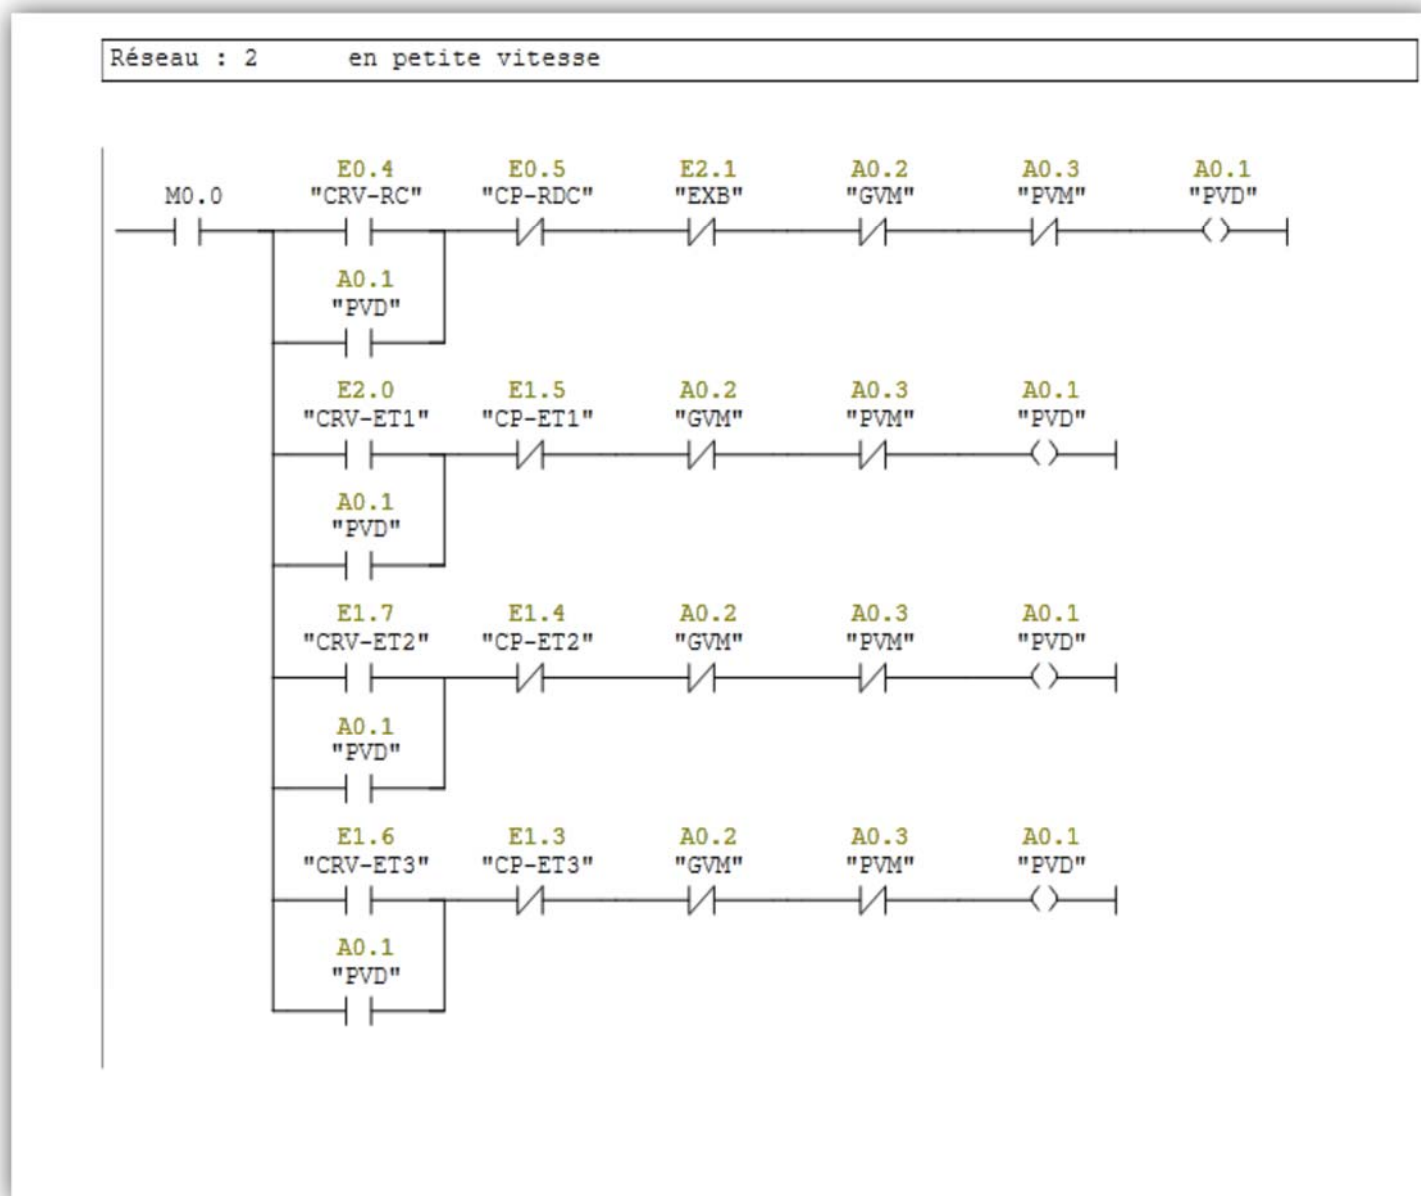 Réseau : 2 en petite vitesse
E0.4 E0.5 E2.1 A0.2 A0.3 A0.1
M0.0 "CRV-RC" "CP-RDC" "EXB" "GVM" "PVM" "PVD"
A0.1
"PVD"
E2.0 E1.5 A0.2 A0.3 A0.1
"CRV-ET1" "CP-ET1" "GVM" "PVM" "PVD"
A0.1
"PVD"
E1.7 E1.4 A0.2 A0.3 A0.1
"CRV-ET2" "CP-ET2" "GVM" "PVM" "PVD"
A0.1
"PVD"
E1.6 E1.3 A0.2 A0.3 A0.1
"CRV-ET3" "CP-ET3" "GVM" "PVM" "PVD"
A0.1
"PVD"